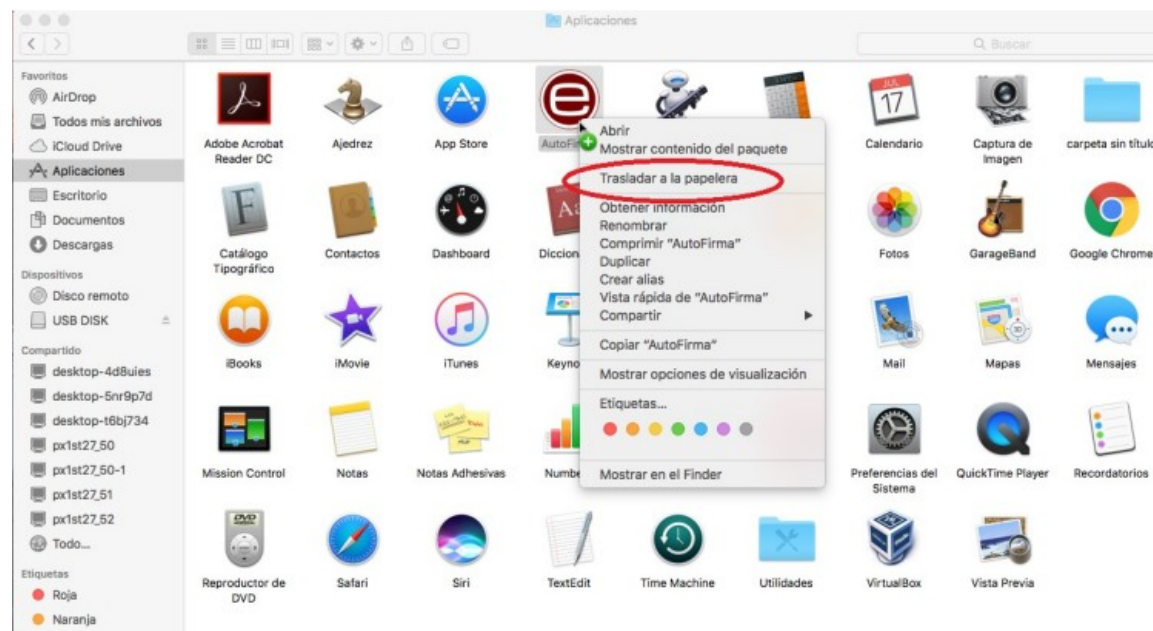 Aplicaciones
Buscar
Favoritos
AirDrop
Todos mis archivos
iCloud Drive
Aplicaciones
Escritorio
Documentos
Descargas
Dispositivos
Disco remoto
USB DISK
Compartido
desktop-4d8uies
desktop-5nr9p7d
desktop-t6bj734
px1st27_50
px1st27_50-1
px1st27_51
px1st27_52
Todo...
Etiquetas
Roja
Naranja
Adobe Acrobat
Reader DC
Ajedrez
App Store
JUL
17
Calendario
Captura de
Imagen
carpeta sin títul
Abrir
Mostrar contenido del paquete
Trasladar a la papelera
Obtener información
Renombrar
Comprimir "AutoFirma"
Duplicar
Crear alias
Vista rápida de "AutoFirma"
Compartir
Copiar "AutoFirma"
Mostrar opciones de visualización
Etiquetas...
Mostrar en el Finder
Catálogo
Tipográfico
Contactos
Dashboard
Diccion
Fotos
GarageBand
Google Chrome
iBooks
iMovie
iTunes
Keyno
Mail
Mapas
Mensajes
Mission Control
Notas
Notas Adhesivas
Numbe
Preferencias del
Sistema
QuickTime Player
Recordatorios
DVD
Reproductor de
DVD
Safari
Siri
TextEdit
Time Machine
Utilidades
VirtualBox
Vista Previa